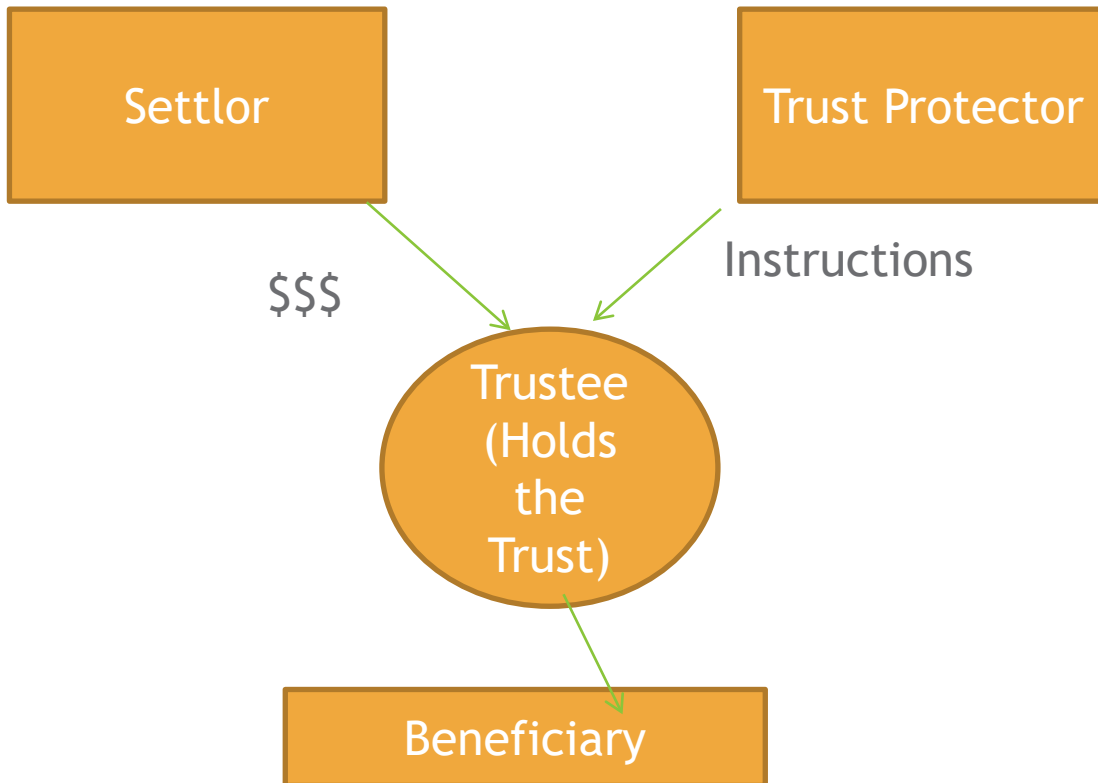 Settlor
Trust Protector
$$$
Instructions
Trustee
(Holds
the
Trust)
Beneficiary